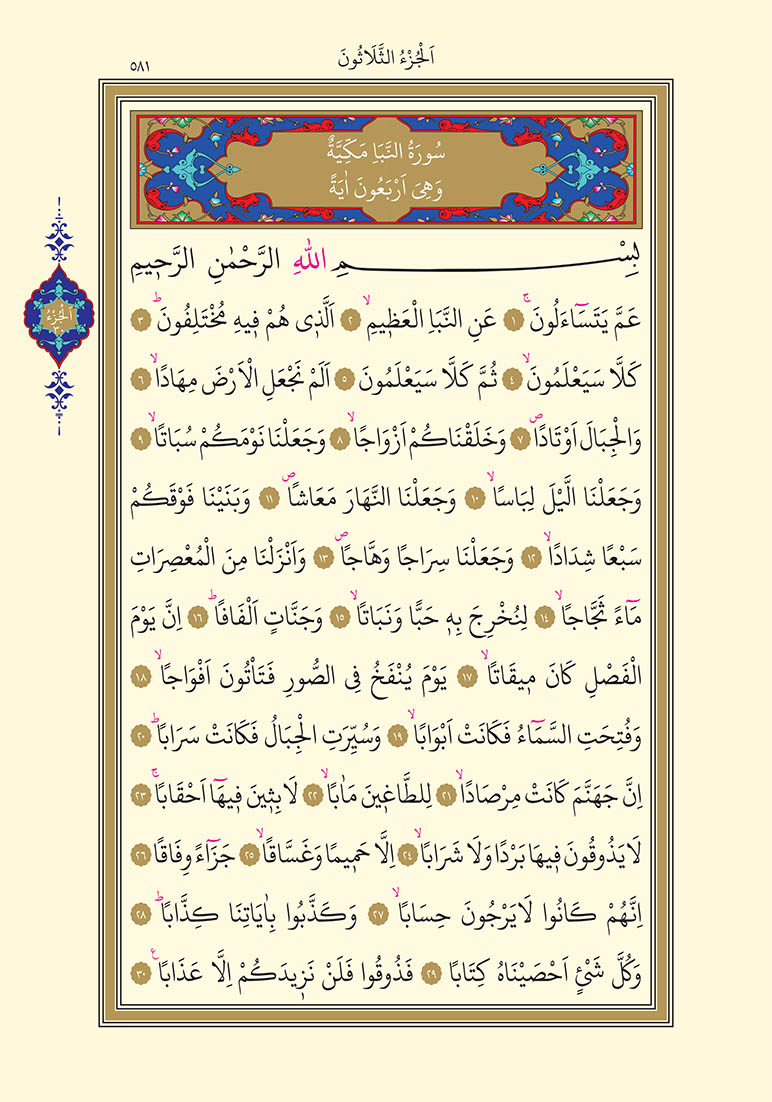 اَلْجُزْءُ الثَّلَاثُونَ
٥٨١
سُورَةُ النَّبَاِ مَكِّيَّةٌ
وَهِىَ اَرْبَعُونَ اٰيَةً
بِسْمِ اللّٰهِ الرَّحْمٰنِ الرَّح۪يمِ
عَمَّ يَتَسَٓاءَلُونَۚ ١ عَنِ النَّبَاِ الْعَظ۪يمِۙ ٢ اَلَّذ۪ى هُمْ ف۪يهِ مُخْتَلِفُونَۜ ٣
كَلَّا سَيَعْلَمُونَۙ ٤ ثُمَّ كَلَّا سَيَعْلَمُونَ ٥ اَلَمْ نَجْعَلِ الْاَرْضَ مِهَادًاۙ ٦
وَالْجِبَالَ اَوْتَادًاۖ ٧ وَخَلَقْنَاكُمْ اَزْوَاجًاۙ ٨ وَجَعَلْنَا نَوْمَكُمْ سُبَاتًاۙ ٩
وَجَعَلْنَا الَّيْلَ لِبَاسًاۙ ١٠ وَجَعَلْنَا النَّهَارَ مَعَاشًاۖ ١١ وَبَنَيْنَا فَوْقَكُمْ
سَبْعًا شِدَادًاۙ ١٢ وَجَعَلْنَا سِرَاجًا وَهَّاجًاۖ ١٣ وَاَنْزَلْنَا مِنَ الْمُعْصِرَاتِ
مَٓاءً ثَجَّاجًاۙ ١٤ لِنُخْرِجَ بِه۪ حَبًّا وَنَبَاتًاۙ ١٥ وَجَنَّاتٍ اَلْفَافًاۜ ١٦ اِنَّ يَوْمَ
الْفَصْلِ كَانَ م۪يقَاتًاۙ ١٧ يَوْمَ يُنْفَخُ فِى الصُّورِ فَتَاْتُونَ اَفْوَاجًاۙ ١٨
وَفُتِحَتِ السَّمَٓاءُ فَكَانَتْ اَبْوَابًاۙ ١٩ وَسُيِّرَتِ الْجِبَالُ فَكَانَتْ سَرَابًاۜ ٢٠
اِنَّ جَهَنَّمَ كَانَتْ مِرْصَادًاۙ ٢١ لِلطَّاغ۪ينَ مَاٰبًاۙ ٢٢ لَابِث۪ينَ ف۪يهَٓا اَحْقَابًاۚ ٢٣
لَايَذُوقُونَ ف۪يهَا بَرْدًا وَلَا شَرَابًاۙ ٢٤ اِلَّا حَم۪يمًا وَغَسَّاقًاۙ ٢٥ جَزَٓاءً وِفَاقًا ٢٦
اِنَّهُمْ كَانُوا لَايَرْجُونَ حِسَابًاۙ ٢٧ وَكَذَّبُوا بِاٰيَاتِنَا كِذَّابًاۜ ٢٨
وَكُلَّ شَىْءٍ اَحْصَيْنَاهُ كِتَابًا ٢٩ فَذُوقُوا فَلَنْ نَز۪يدَكُمْ اِلَّا عَذَابًا ع ٣٠
اَلْجُزْءُ
٣٠